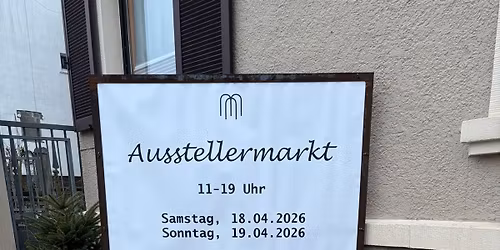 Ausstellermarkt
11-19 Uhr
Samstag, 18.04.2026
Sonntag, 19.04.2026